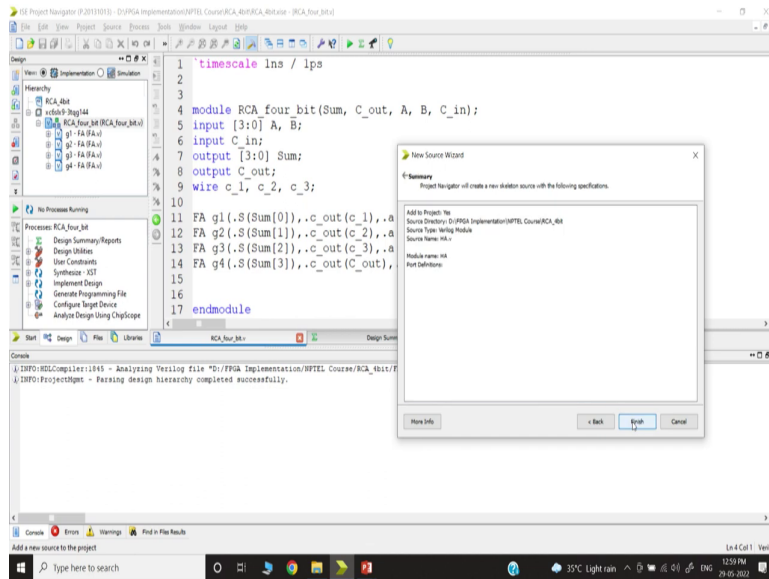 ISE Project Navigator (P.20131013) - D:\FPGA Implementation\NPTEL Course\RCA_4bit\RCA_4bit.xise - [RCA_four_bit.v]
File Edit View Project Source Process Tools Window Layout Help
Design
View: Implementation Simulation
Hierarchy
RCA_4bit
xc6slx9-3tqg144
RCA_four_bit (RCA_four_bit.v)
g1 - FA (FA.v)
g2 - FA (FA.v)
g3 - FA (FA.v)
g4 - FA (FA.v)
No Processes Running
Processes: RCA_four_bit
Design Summary/Reports
Design Utilities
User Constraints
Synthesize - XST
Implement Design
Generate Programming File
Configure Target Device
Analyze Design Using ChipScope
Start Design Files Libraries
1 `timescale 1ns / 1ps
2
3
4 module RCA_four_bit(Sum, C_out, A, B, C_in);
5 input [3:0] A, B;
6 input C_in;
7 output [3:0] Sum;
8 output C_out;
9 wire c_1, c_2, c_3;
10
11 FA g1(.S(Sum[0]),.c_out(c_1),.a
12 FA g2(.S(Sum[1]),.c_out(c_2),.a
13 FA g3(.S(Sum[2]),.c_out(c_3),.a
14 FA g4(.S(Sum[3]),.c_out(C_out),.
15
16
17 endmodule
RCA_four_bit.v Design Summ
New Source Wizard
Summary
Project Navigator will create a new skeleton source with the following specifications.
Add to Project: Yes
Source Directory: D:\FPGA Implementation\NPTEL Course\RCA_4bit
Source Type: Verilog Module
Source Name: HA.v
Module name: HA
Port Definitions:
More Info < Back Finish Cancel
Console
INFO:HDLCompiler:1845 - Analyzing Verilog file "D:/FPGA Implementation/NPTEL Course/RCA_4bit/F
INFO:ProjectMgmt - Parsing design hierarchy completed successfully.
Console Errors Warnings Find in Files Results
Add a new source to the project
Ln 4 Col 1 Veri
Type here to search
35°C Light rain
ENG
12:59 PM
29-05-2022